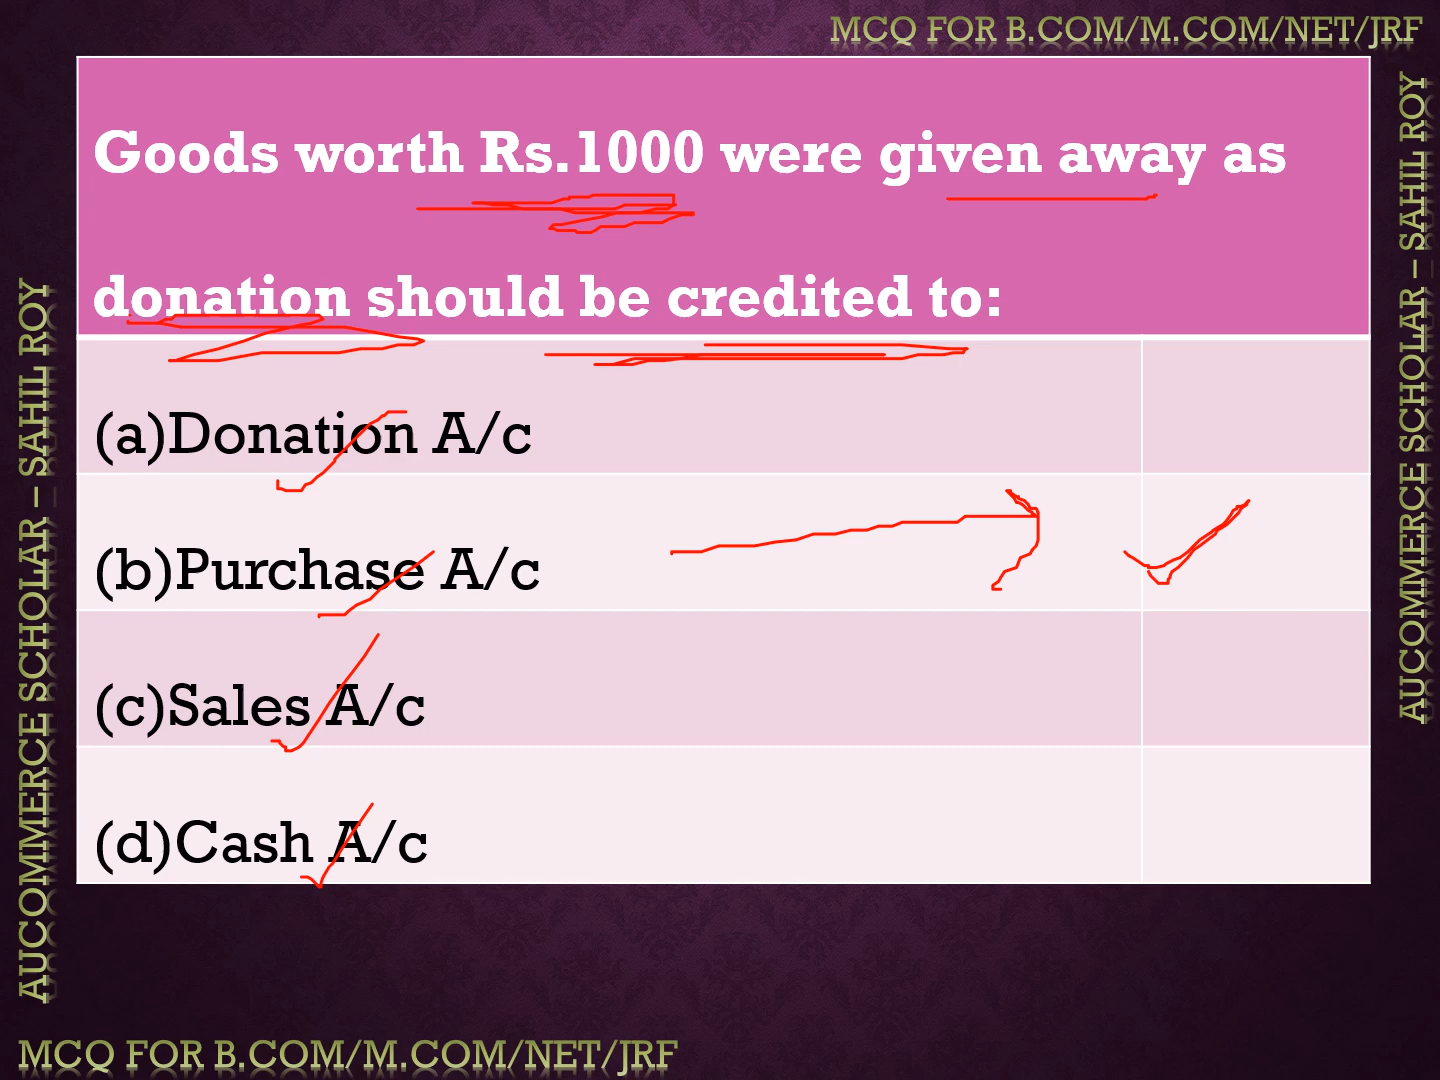 MCQ FOR B.COM/M.COM/NET/JRF
Goods worth Rs.1000 were given away as
donation should be credited to:
(a)Donation A/c
(b)Purchase A/c
(c)Sales A/c
(d)Cash A/c
AUCOMMERCE SCHOLAR – SAHIL ROY
AUCOMMERCE SCHOLAR – SAHIL ROY
MCQ FOR B.COM/M.COM/NET/JRF